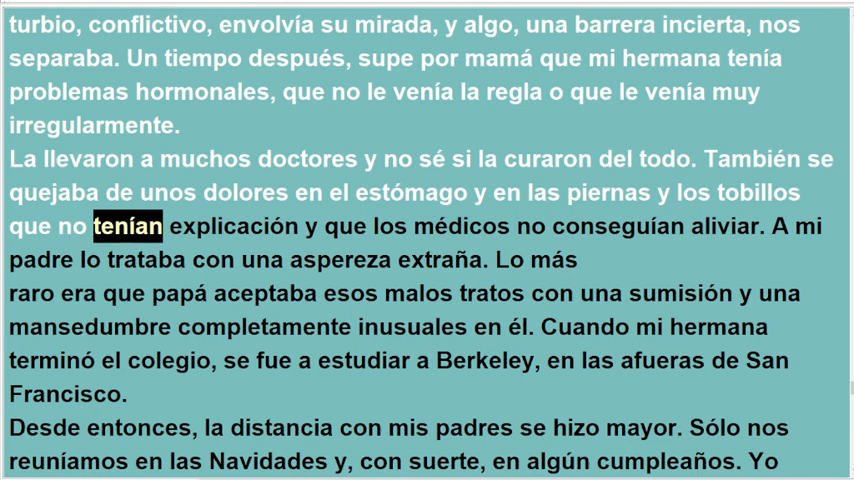 turbio, conflictivo, envolvía su mirada, y algo, una barrera incierta, nos
separaba. Un tiempo después, supe por mamá que mi hermana tenía
problemas hormonales, que no le venía la regla o que le venía muy
irregularmente.
La llevaron a muchos doctores y no sé si la curaron del todo. También se
quejaba de unos dolores en el estómago y en las piernas y los tobillos
que no tenían explicación y que los médicos no conseguían aliviar. A mi
padre lo trataba con una aspereza extraña. Lo más
raro era que papá aceptaba esos malos tratos con una sumisión y una
mansedumbre completamente inusuales en él. Cuando mi hermana
terminó el colegio, se fue a estudiar a Berkeley, en las afueras de San
Francisco.
Desde entonces, la distancia con mis padres se hizo mayor. Sólo nos
reuníamos en las Navidades y, con suerte, en algún cumpleaños. Yo